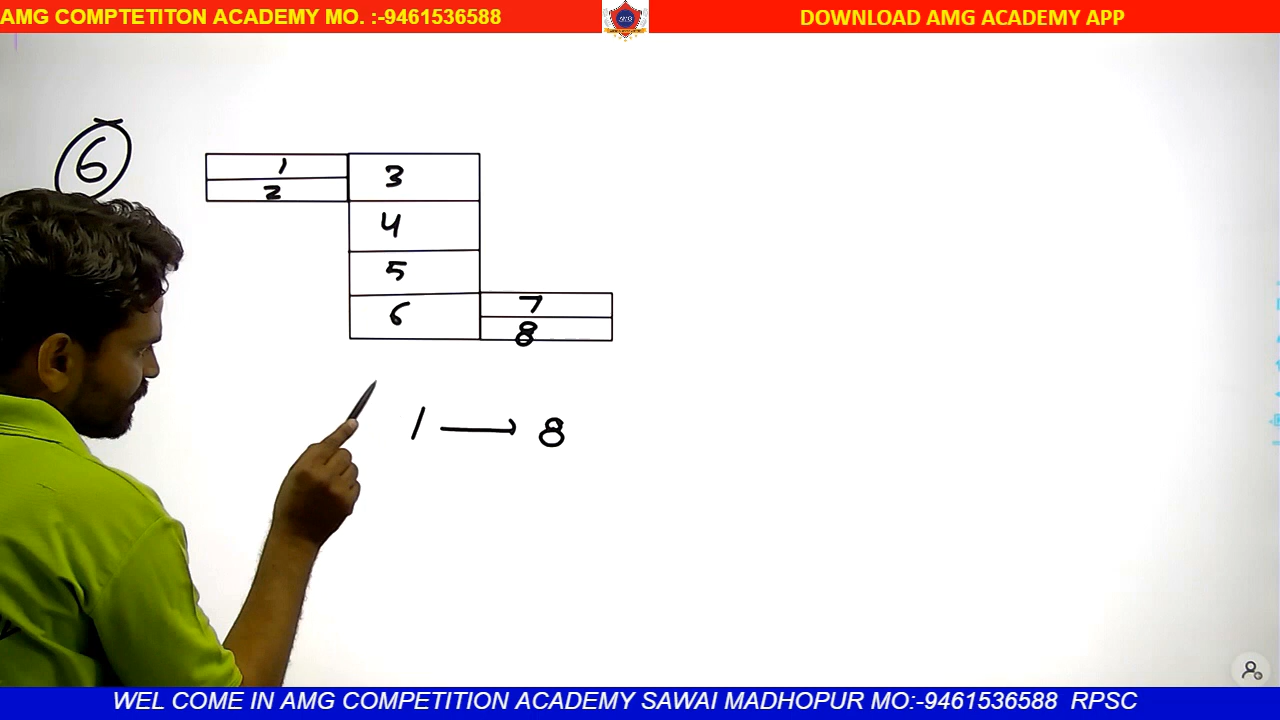 AMG COMPTETITON ACADEMY MO. :-9461536588
AMG
DOWNLOAD AMG ACADEMY APP
6
1 3
2
4
5
6 7
8
1 → 8
WEL COME IN AMG COMPETITION ACADEMY SAWAI MADHOPUR MO:-9461536588 RPSC